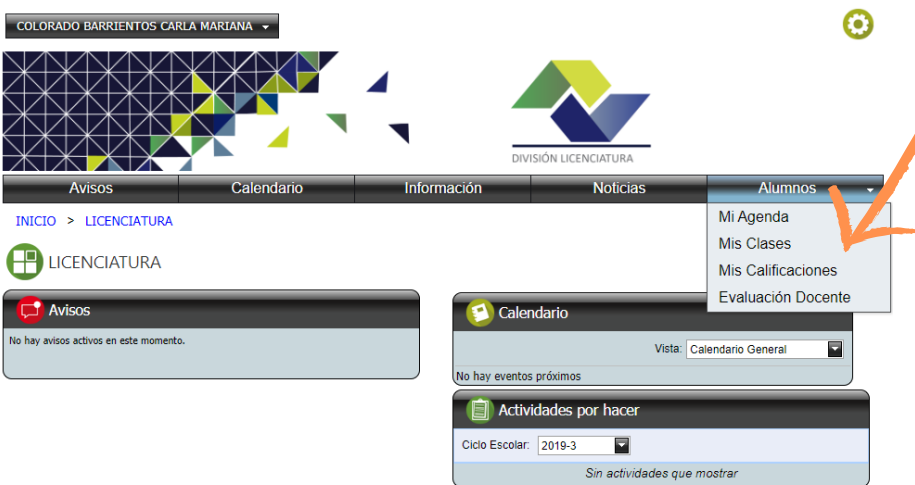 COLORADO BARRIENTOS CARLA MARIANA
DIVISIÓN LICENCIATURA
Avisos Calendario Información Noticias Alumnos
Mi Agenda
Mis Clases
Mis Calificaciones
Evaluación Docente
INICIO > LICENCIATURA
LICENCIATURA
Avisos
No hay avisos activos en este momento.
Calendario
Vista: Calendario General
No hay eventos próximos
Actividades por hacer
Ciclo Escolar: 2019-3
Sin actividades que mostrar